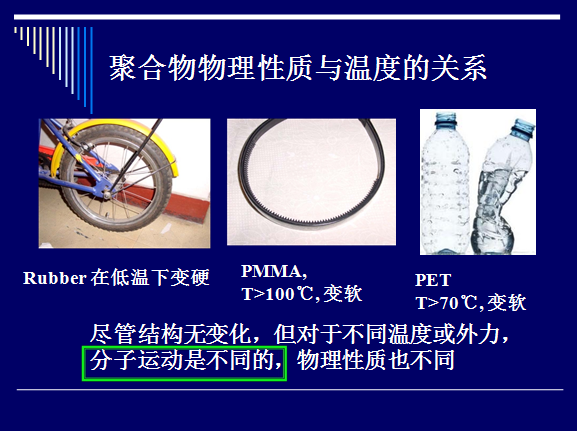 聚合物物理性质与温度的关系
Rubber 在低温下变硬
PMMA,
T>100℃, 变软
PET
T>70℃, 变软
尽管结构无变化，但对于不同温度或外力，
分子运动是不同的，物理性质也不同